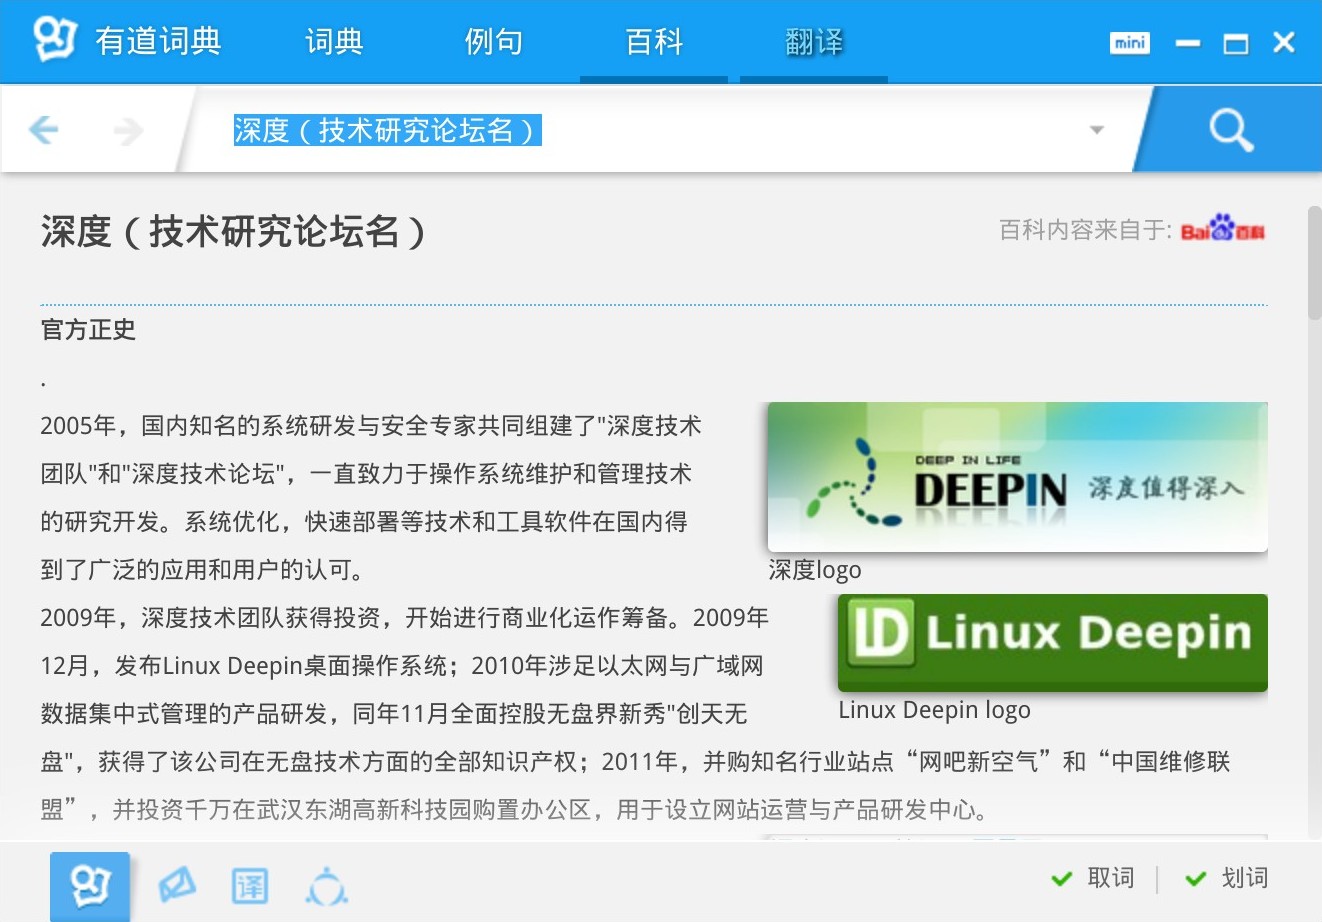 有道词典 词典 例句 百科 翻译 mini
深度（技术研究论坛名）
深度（技术研究论坛名）
百科内容来自于: Bai du 百科
官方正史
.
2005年，国内知名的系统研发与安全专家共同组建了"深度技术
团队"和"深度技术论坛"，一直致力于操作系统维护和管理技术
的研究开发。系统优化，快速部署等技术和工具软件在国内得
到了广泛的应用和用户的认可。
DEEP IN LIFE
DEEPIN 深度值得深入
深度logo
2009年，深度技术团队获得投资，开始进行商业化运作筹备。2009年
12月，发布Linux Deepin桌面操作系统；2010年涉足以太网与广域网
数据集中式管理的产品研发，同年11月全面控股无盘界新秀"创天无
盘"，获得了该公司在无盘技术方面的全部知识产权；2011年，并购知名行业站点“网吧新空气”和“中国维修联
盟”，并投资千万在武汉东湖高新科技园购置办公区，用于设立网站运营与产品研发中心。
LD Linux Deepin
Linux Deepin logo
译
取词 划词